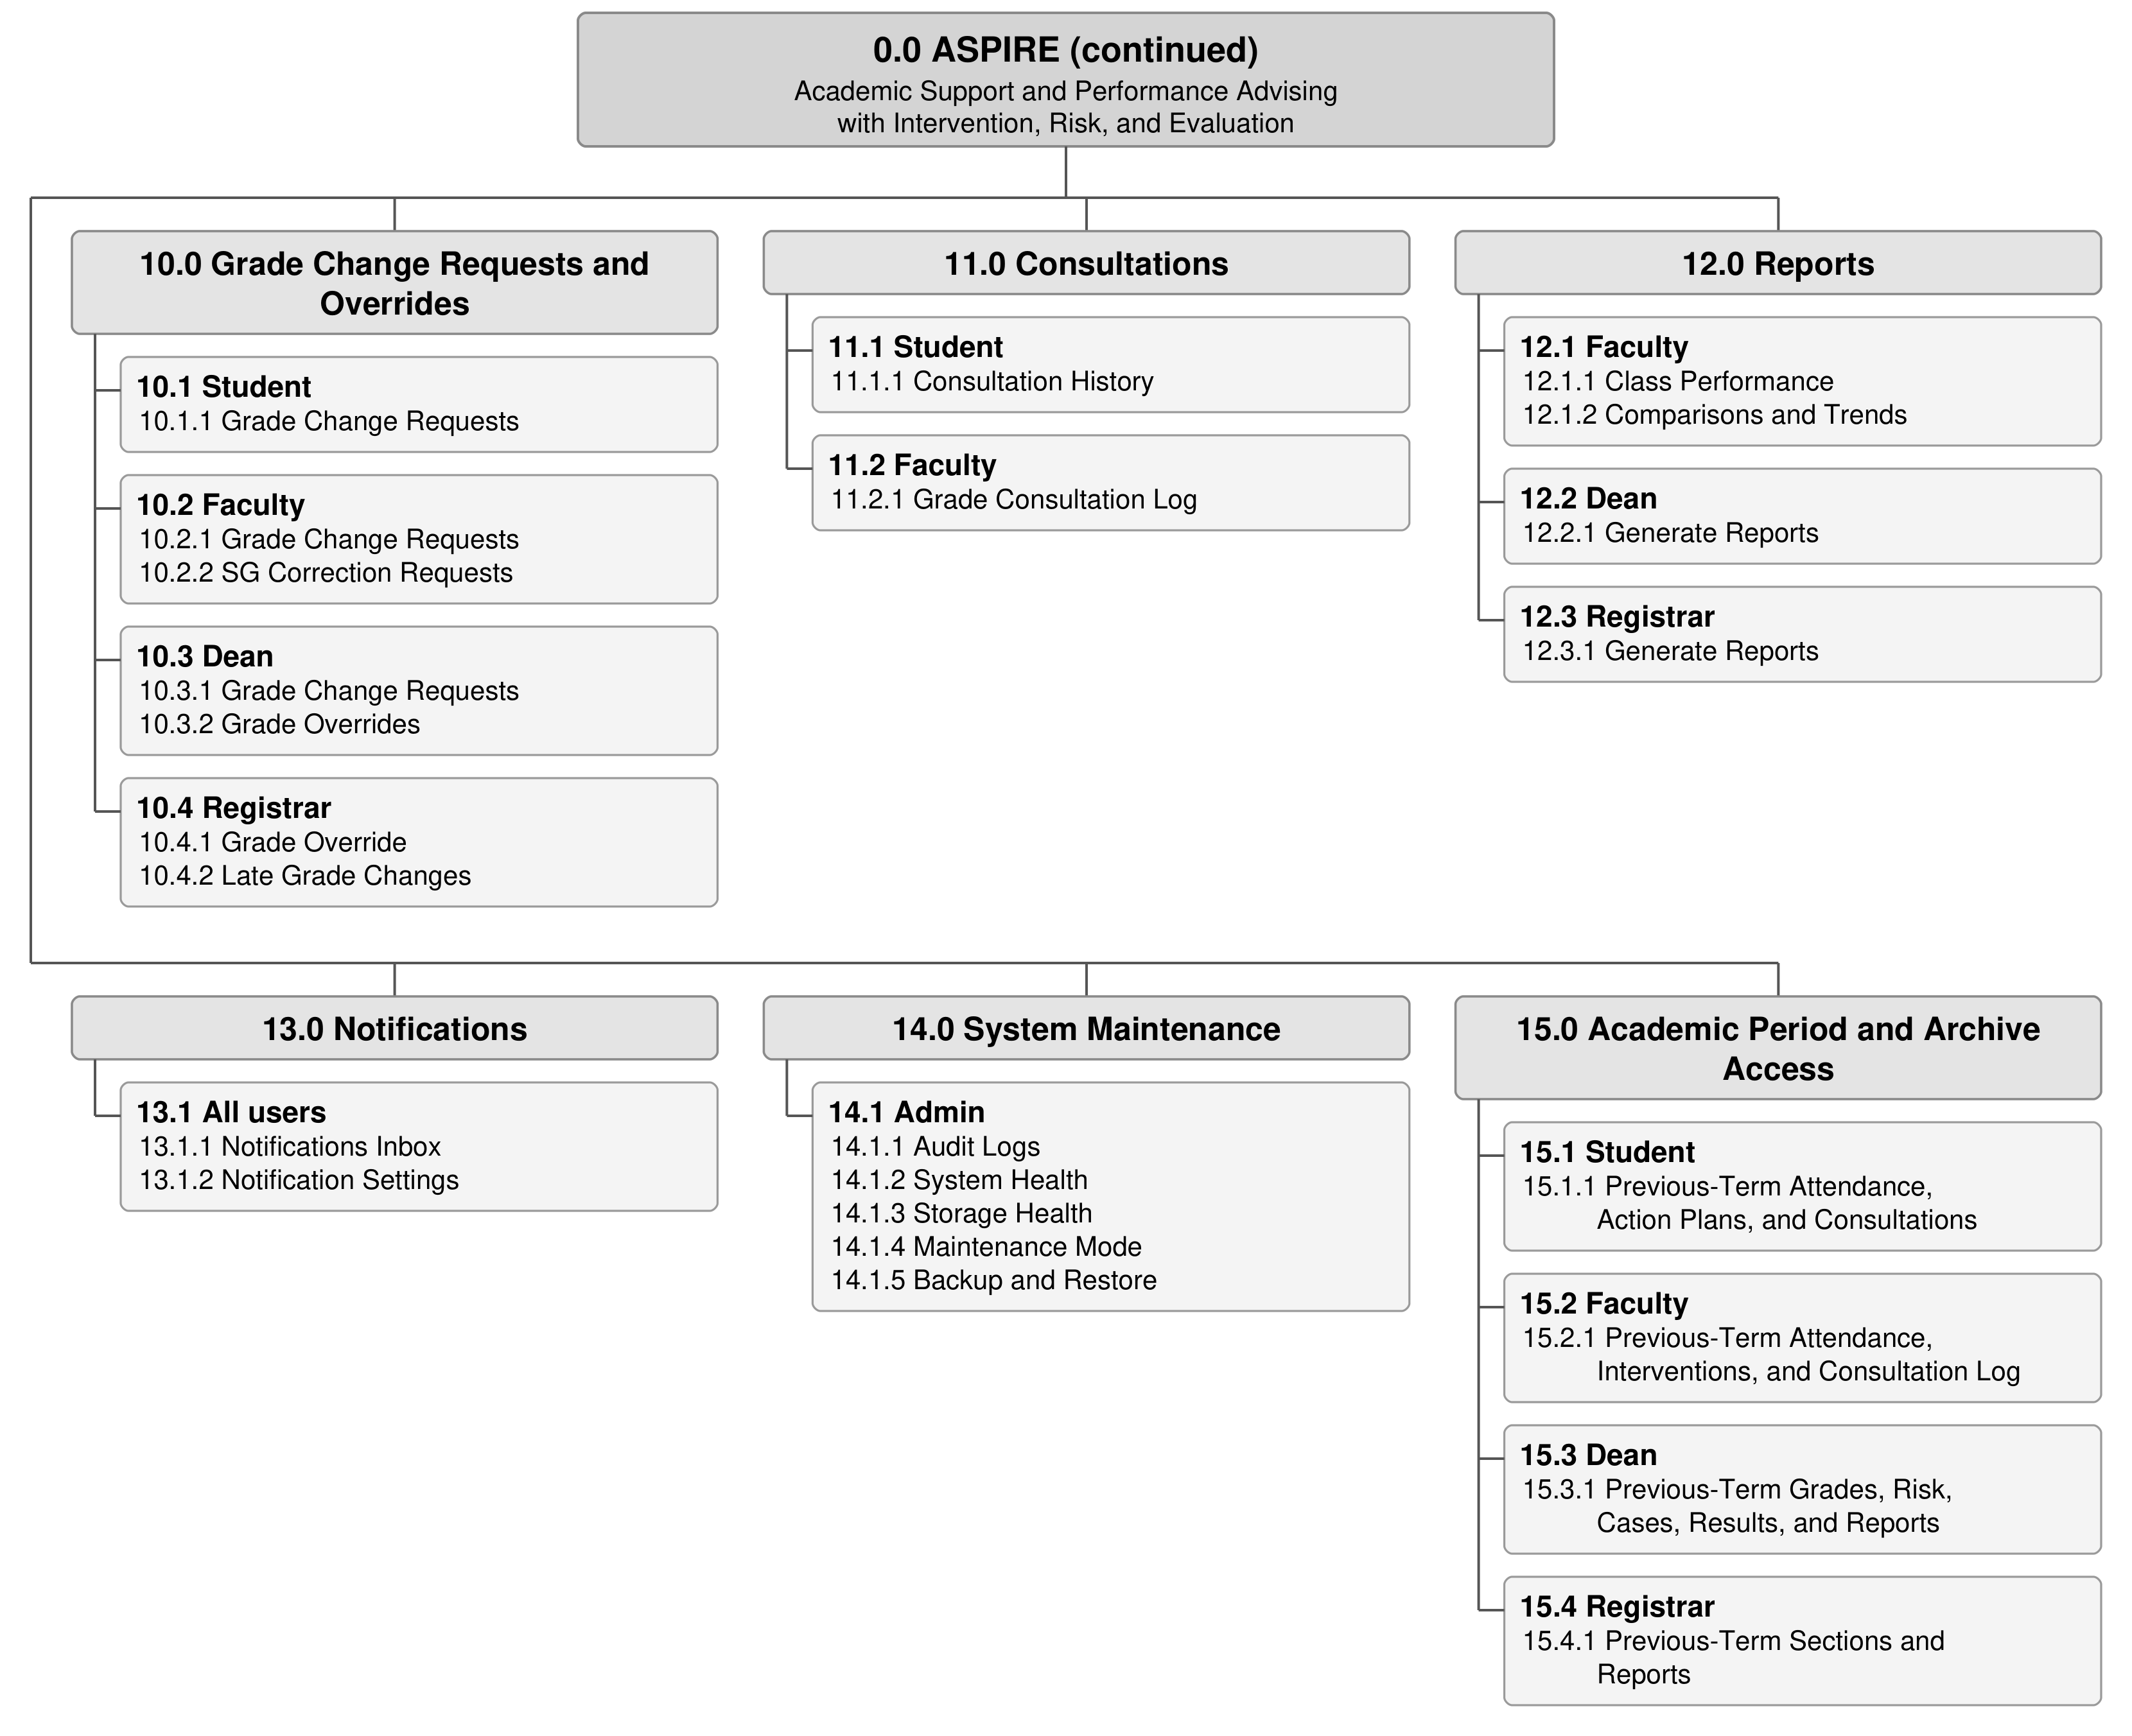 0.0 ASPIRE (continued)
Academic Support and Performance Advising
with Intervention, Risk, and Evaluation
10.0 Grade Change Requests and
Overrides
10.1 Student
10.1.1 Grade Change Requests
10.2 Faculty
10.2.1 Grade Change Requests
10.2.2 SG Correction Requests
10.3 Dean
10.3.1 Grade Change Requests
10.3.2 Grade Overrides
10.4 Registrar
10.4.1 Grade Override
10.4.2 Late Grade Changes
11.0 Consultations
11.1 Student
11.1.1 Consultation History
11.2 Faculty
11.2.1 Grade Consultation Log
12.0 Reports
12.1 Faculty
12.1.1 Class Performance
12.1.2 Comparisons and Trends
12.2 Dean
12.2.1 Generate Reports
12.3 Registrar
12.3.1 Generate Reports
13.0 Notifications
13.1 All users
13.1.1 Notifications Inbox
13.1.2 Notification Settings
14.0 System Maintenance
14.1 Admin
14.1.1 Audit Logs
14.1.2 System Health
14.1.3 Storage Health
14.1.4 Maintenance Mode
14.1.5 Backup and Restore
15.0 Academic Period and Archive
Access
15.1 Student
15.1.1 Previous-Term Attendance,
Action Plans, and Consultations
15.2 Faculty
15.2.1 Previous-Term Attendance,
Interventions, and Consultation Log
15.3 Dean
15.3.1 Previous-Term Grades, Risk,
Cases, Results, and Reports
15.4 Registrar
15.4.1 Previous-Term Sections and
Reports